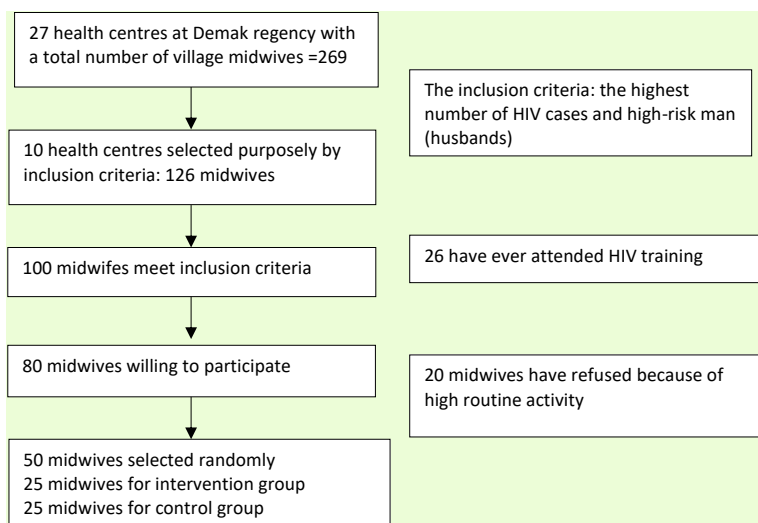 27 health centres at Demak regency with
a total number of village midwives =269
The inclusion criteria: the highest
number of HIV cases and high-risk man
(husbands)
10 health centres selected purposely by
inclusion criteria: 126 midwives
100 midwifes meet inclusion criteria
26 have ever attended HIV training
80 midwives willing to participate
20 midwives have refused because of
high routine activity
50 midwives selected randomly
25 midwives for intervention group
25 midwives for control group